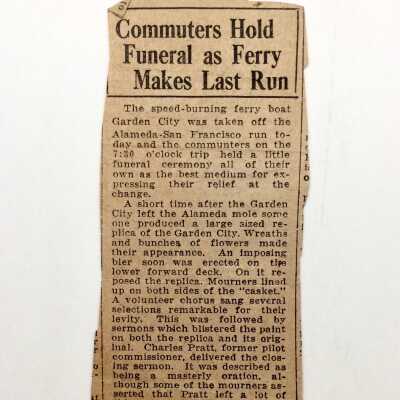 Commuters Hold
Funeral as Ferry
Makes Last Run
The speed-burning ferry boat
Garden City was taken off the
Alameda-San Francisco run to-
day and the communters on the
7:30 o'clock trip held a little
funeral ceremony all of their
own as the best medium for ex-
pressing their relief at the
change.
A short time after the Garden
City left the Alameda mole some
one produced a large sized re-
plica of the Garden City. Wreaths
and bunches of flowers made
their appearance. An imposing
bier soon was erected on the
lower forward deck. On it re-
posed the replica. Mourners lined
up on both sides of the "casket."
A volunteer chorus sang several
selections remarkable for their
levity. This was followed by
sermons which blistered the paint
on both the replica and its orig-
inal. Charles Pratt, former pilot
commissioner, delivered the clos-
ing sermon. It was described as
being a masterly oration, al-
though some of the mourners as-
serted that Pratt left a lot of